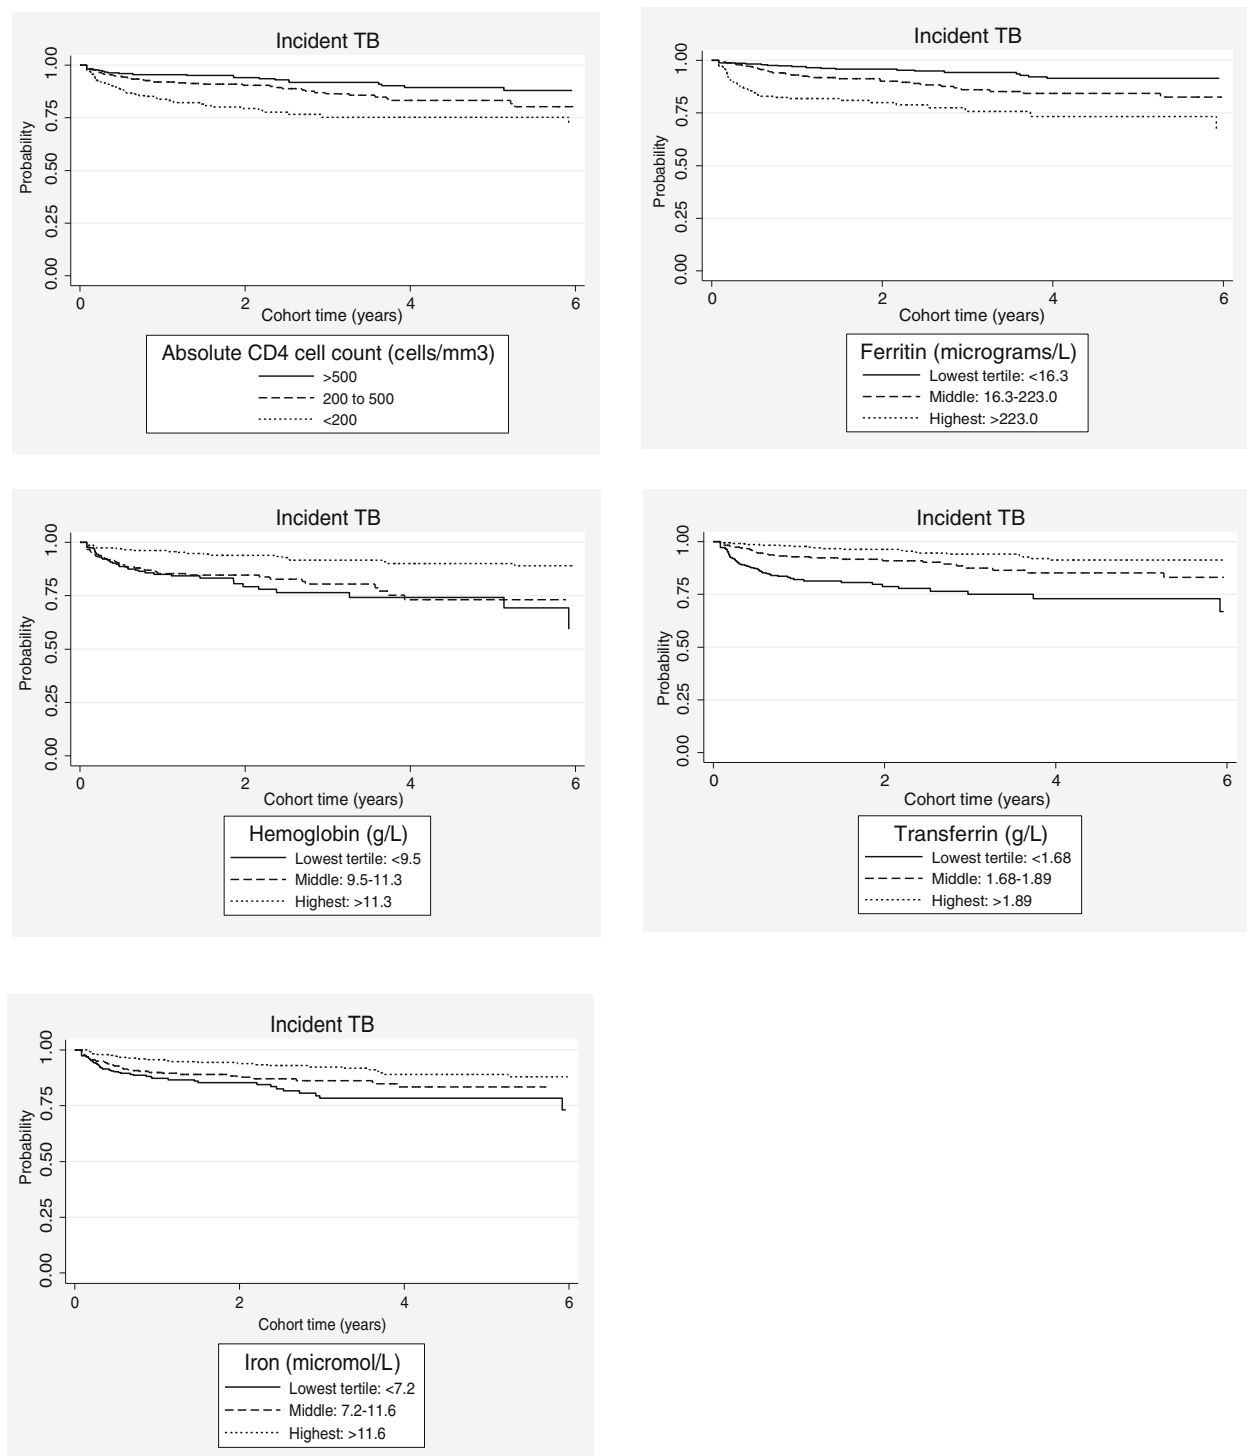 Incident TB
Probability
1.00
0.75
0.50
0.25
0.00
0 2 4 6
Cohort time (years)
Absolute CD4 cell count (cells/mm3)
>500
200 to 500
<200
Incident TB
Probability
1.00
0.75
0.50
0.25
0.00
0 2 4 6
Cohort time (years)
Ferritin (micrograms/L)
Lowest tertile: <16.3
Middle: 16.3-223.0
Highest: >223.0
Incident TB
Probability
1.00
0.75
0.50
0.25
0.00
0 2 4 6
Cohort time (years)
Hemoglobin (g/L)
Lowest tertile: <9.5
Middle: 9.5-11.3
Highest: >11.3
Incident TB
Probability
1.00
0.75
0.50
0.25
0.00
0 2 4 6
Cohort time (years)
Transferrin (g/L)
Lowest tertile: <1.68
Middle: 1.68-1.89
Highest: >1.89
Incident TB
Probability
1.00
0.75
0.50
0.25
0.00
0 2 4 6
Cohort time (years)
Iron (micromol/L)
Lowest tertile: <7.2
Middle: 7.2-11.6
Highest: >11.6